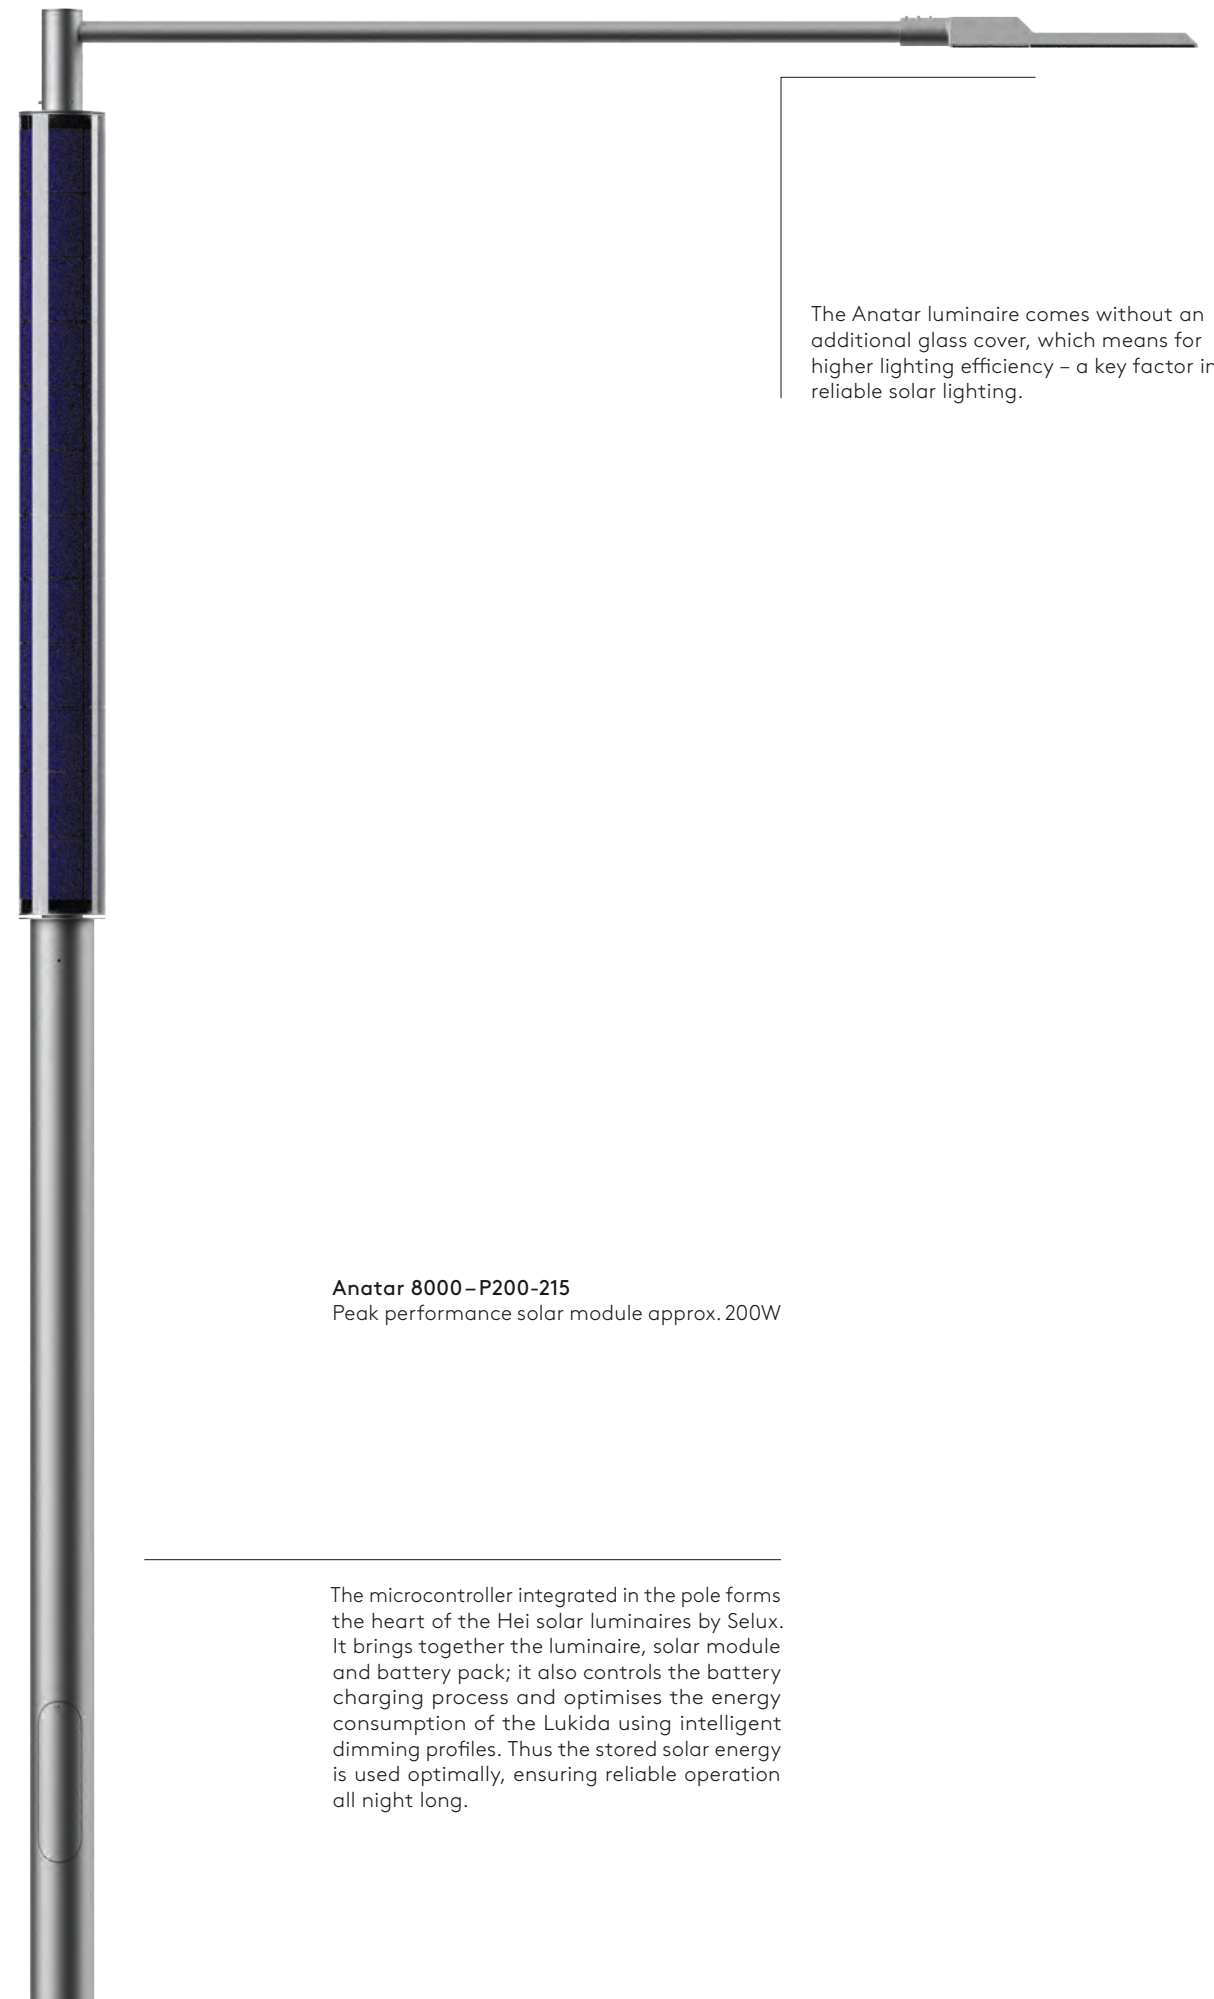 The Anatar luminaire comes without an
additional glass cover, which means for
higher lighting efficiency – a key factor in
reliable solar lighting.
Anatar 8000 – P200-215
Peak performance solar module approx. 200W
The microcontroller integrated in the pole forms
the heart of the Hei solar luminaires by Selux.
It brings together the luminaire, solar module
and battery pack; it also controls the battery
charging process and optimises the energy
consumption of the Lukida using intelligent
dimming profiles. Thus the stored solar energy
is used optimally, ensuring reliable operation
all night long.